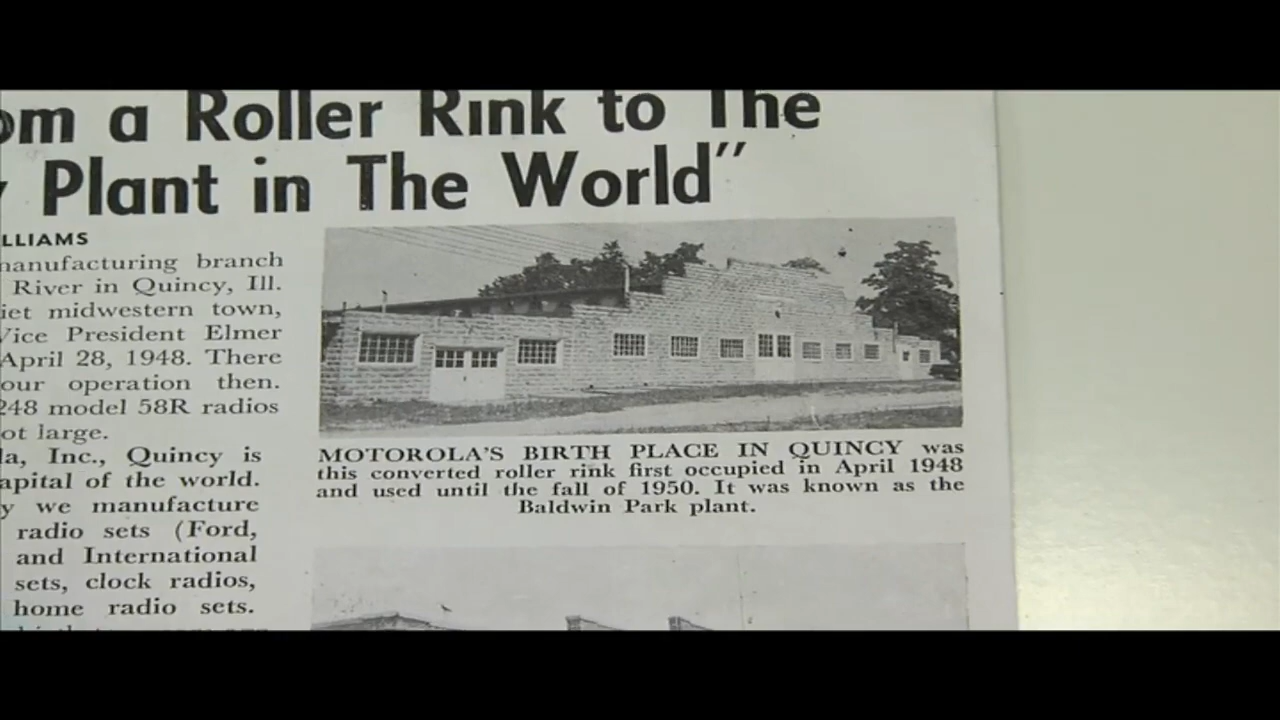 om a Roller Rink to The
Plant in The World"
LLIAMS
manufacturing branch
River in Quincy, Ill.
iet midwestern town,
Vice President Elmer
April 28, 1948. There
our operation then.
248 model 58R radios
ot large.
la, Inc., Quincy is
apital of the world.
y we manufacture
radio sets (Ford,
and International
sets, clock radios,
home radio sets.
MOTOROLA'S BIRTH PLACE IN QUINCY was
this converted roller rink first occupied in April 1948
and used until the fall of 1950. It was known as the
Baldwin Park plant.